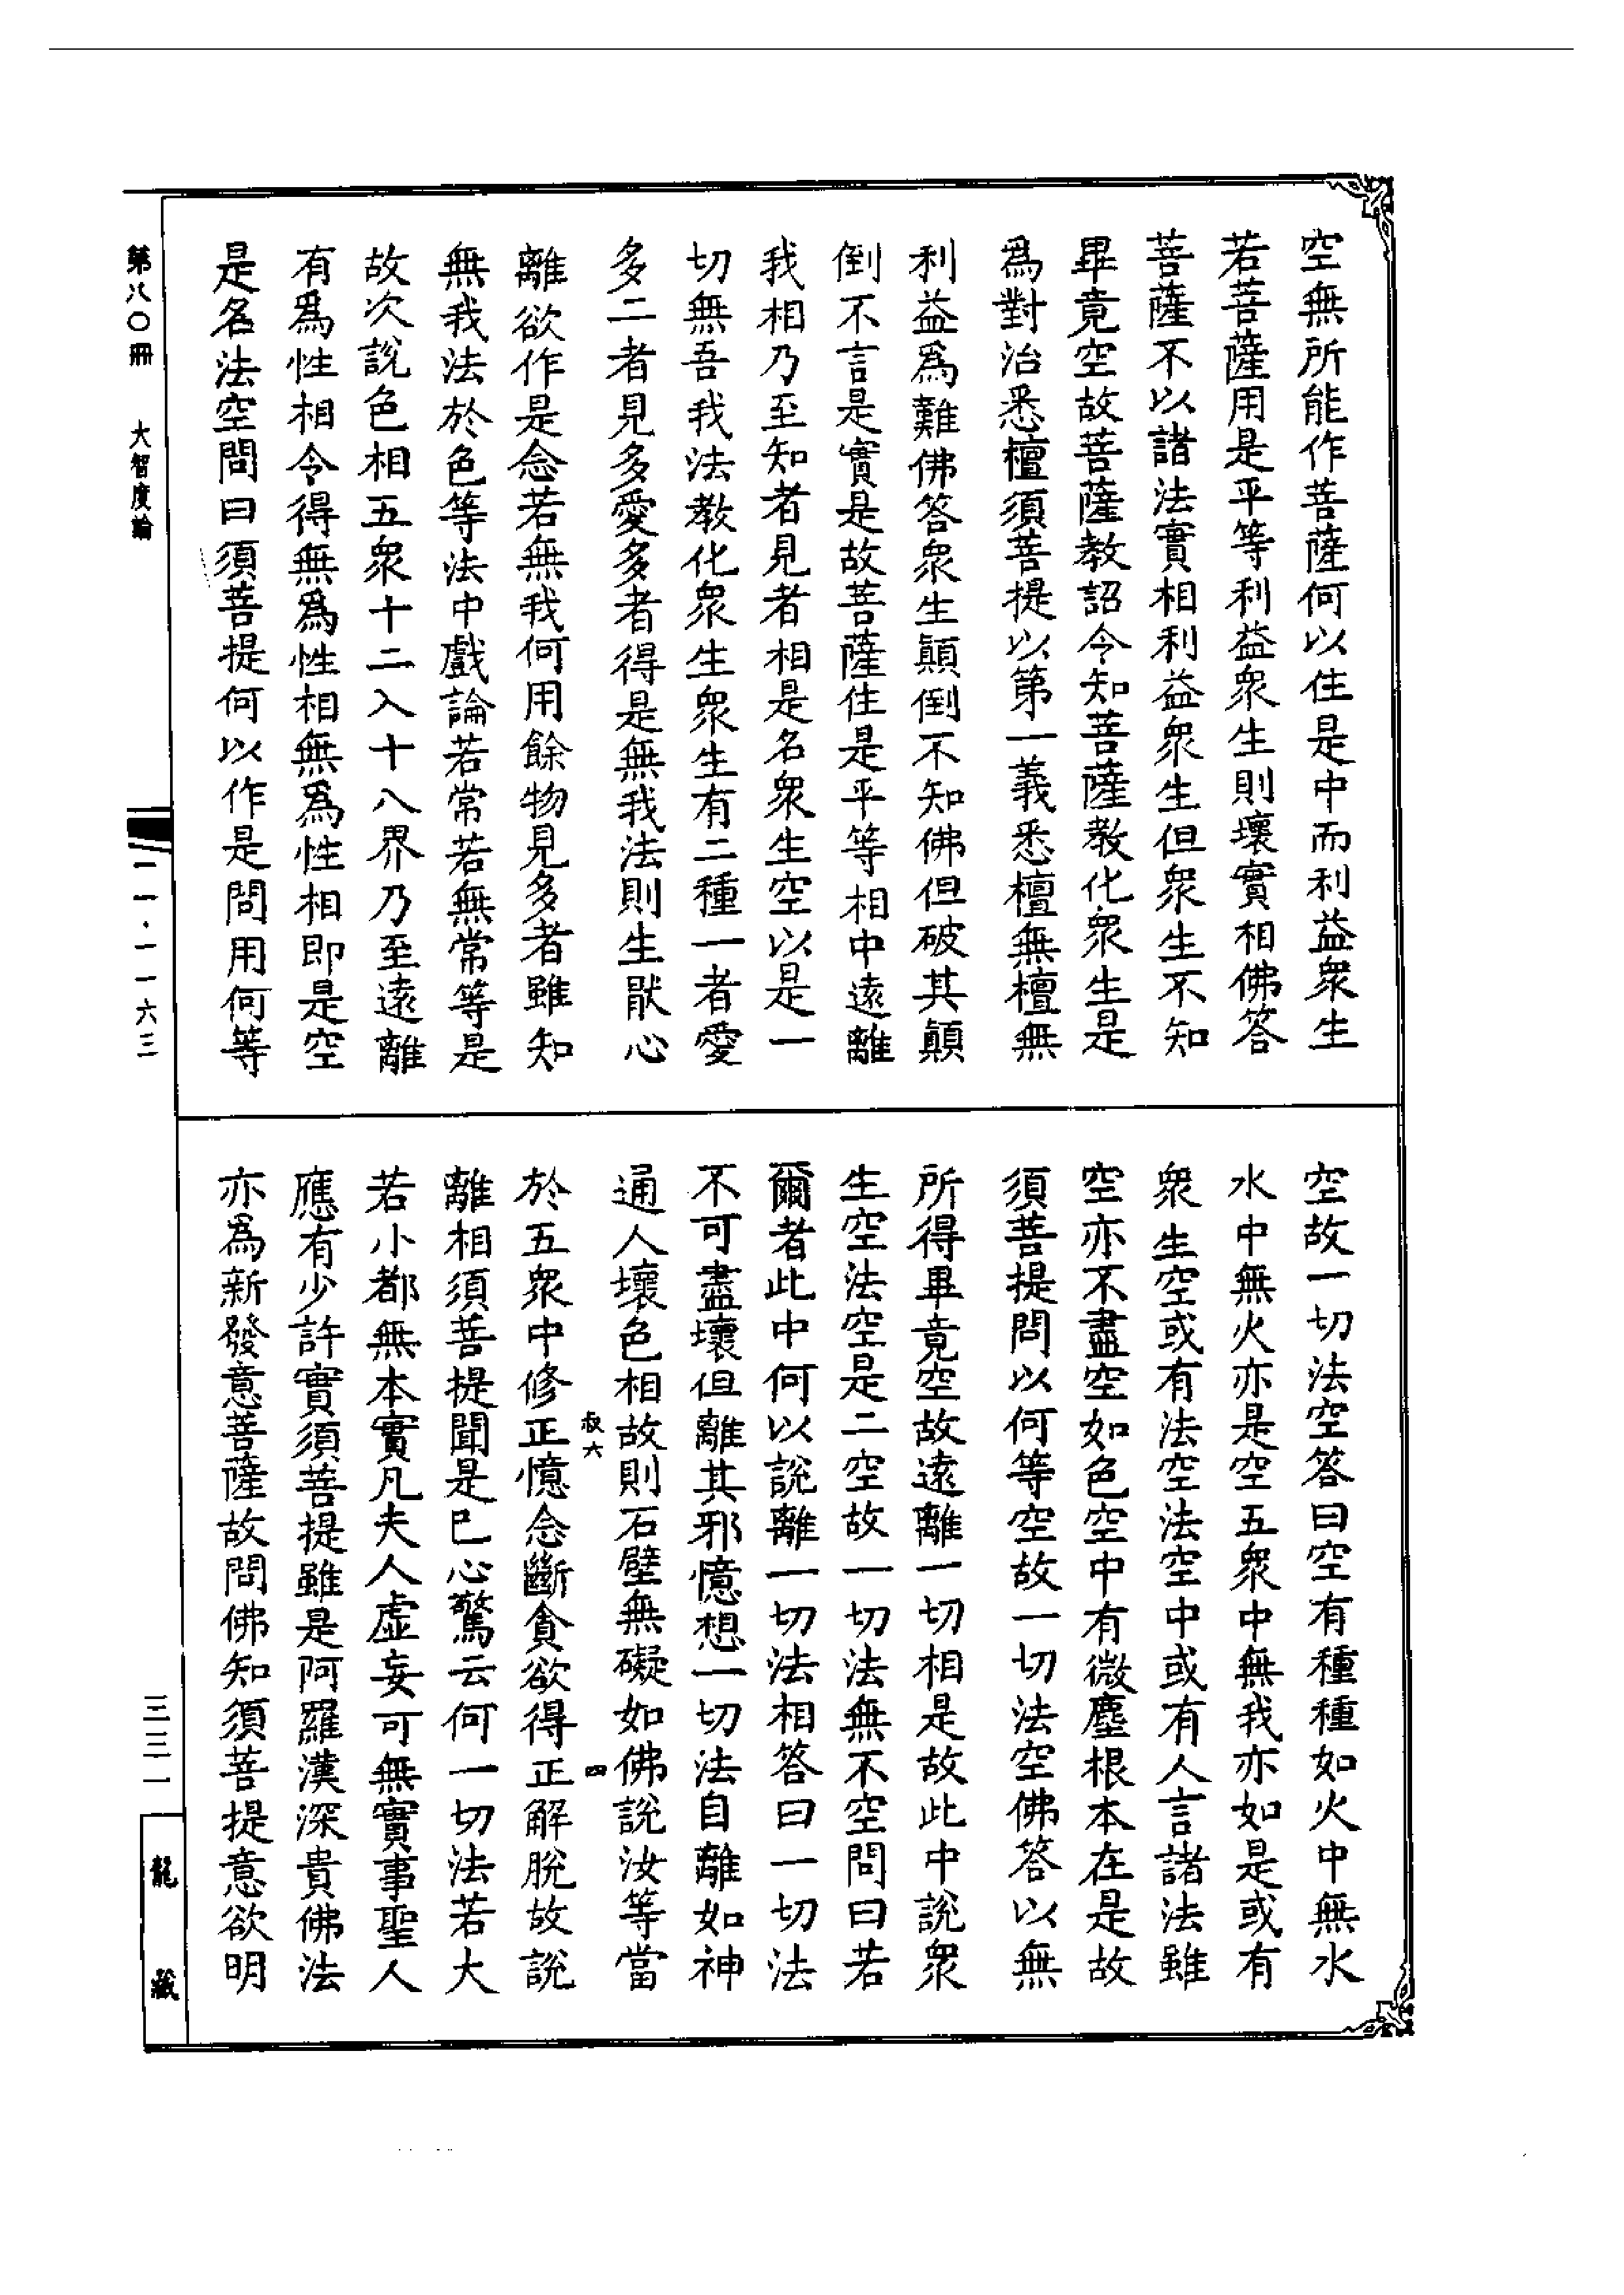 空無所能作菩薩何以住是中而利益衆生
若菩薩用是平等利益衆生則壞實相佛答
菩薩不以諸法實相利益衆生但衆生不知
畢竟空故菩薩教詔令知菩薩教化衆生是
爲對治悉檀須菩提以第一義悉檀無檀無
利益爲難佛答衆生顚倒不知佛但破其顚
倒不言是實是故菩薩住是平等相中遠離
我相乃至知者見者相是名衆生空以是一
切無吾我法教化衆生衆生有二種一者愛
多二者見多愛多者得是無我法則生猒心
離欲作是念若無我何用餘物見多者雖知
無我法於色等法中戲論若常若無常等是
故次說色相五衆十二入十八界乃至遠離
有爲性相令得無爲性相無爲性相即是空
是名法空問曰須菩提何以作是問用何等
空故一切法空答曰空有種種如火中無水
水中無火亦是空五衆中無我亦如是或有
衆生空或有法空法空中或有人言諸法雖
空亦不盡空如色空中有微塵根本在是故
須菩提問以何等空故一切法空佛答以無
所得畢竟空故遠離一切相是故此中說衆
生空法空是二空故一切法無不空問曰若
爾者此中何以說離一切法相答曰一切法
不可盡壞但離其邪憶想一切法自離如神
通人壞色相故則石壁無礙如佛說汝等當
㭊六 四
於五衆中修正憶念斷貪欲得正解脫故說
離相須菩提聞是已心驚云何一切法若大
若小都無本實凡夫人虛妄可無實事聖人
應有少許實須菩提雖是阿羅漢深貴佛法
亦爲新發意菩薩故問佛知須菩提意欲明
第八〇冊 大智度論
一一·一一六三
三三一
龍藏